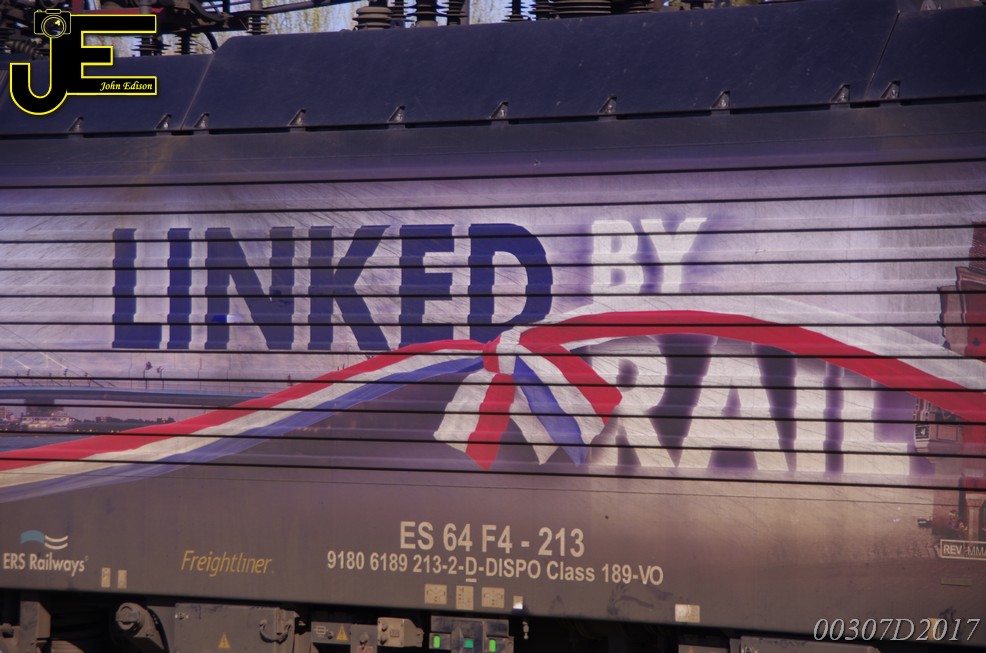 JE
John Edison
LINKED BY
RAIL
ES 64 F4 - 213
9180 6189 213-2-D-DISPO Class 189-VO
ERS Railways
Freightliner
REV
00307D2017